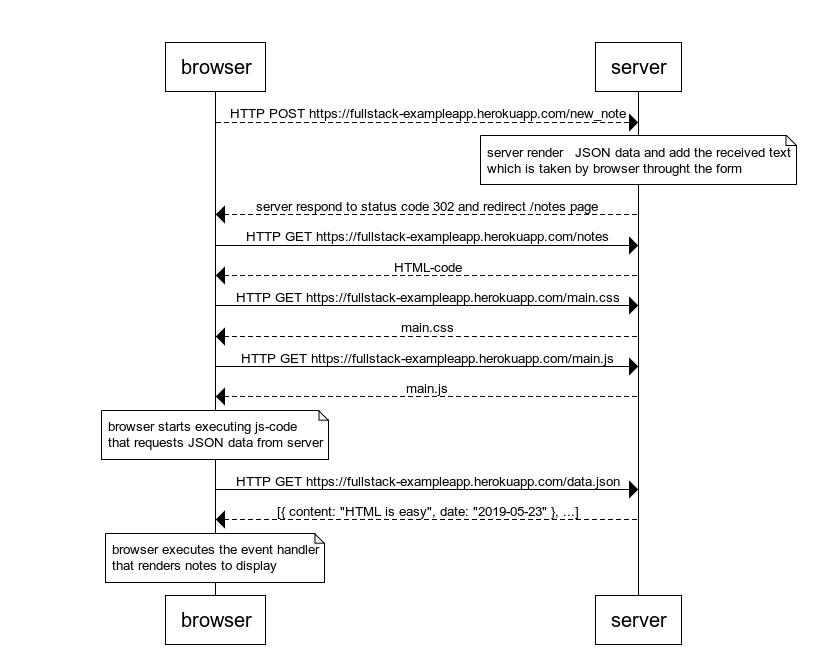 browser server
HTTP POST https://fullstack-exampleapp.herokuapp.com/new_note
server render   JSON data and add the received text
which is taken by browser throught the form
server respond to status code 302 and redirect /notes page
HTTP GET https://fullstack-exampleapp.herokuapp.com/notes
HTML-code
HTTP GET https://fullstack-exampleapp.herokuapp.com/main.css
main.css
HTTP GET https://fullstack-exampleapp.herokuapp.com/main.js
main.js
browser starts executing js-code
that requests JSON data from server
HTTP GET https://fullstack-exampleapp.herokuapp.com/data.json
[{ content: "HTML is easy", date: "2019-05-23" }, ...]
browser executes the event handler
that renders notes to display
browser server